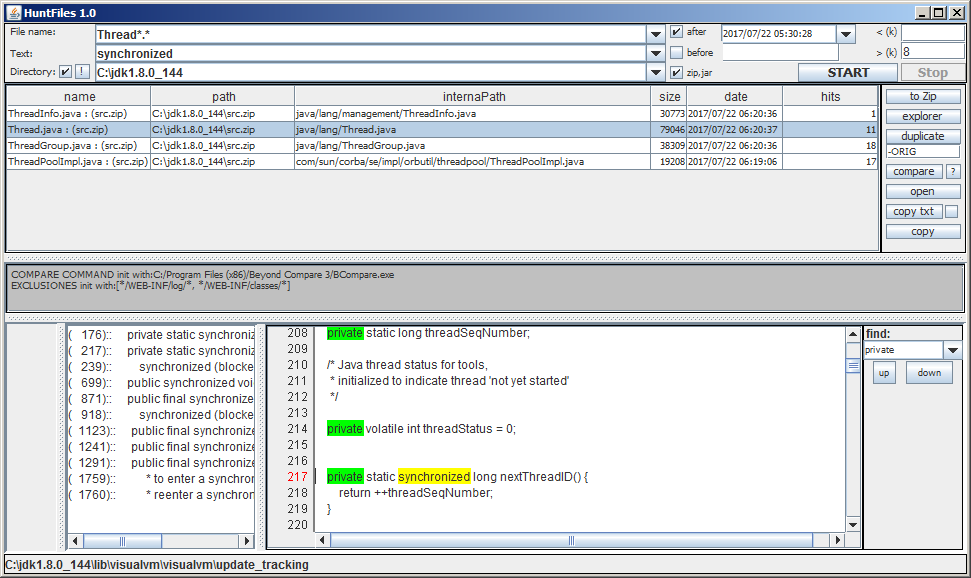 HuntFiles 1.0
File name: Thread*.* after 2017/07/22 05:30:28 < (k)
Text: synchronized before > (k) 8
Directory: ! C:\jdk1.8.0_144 zip,jar START Stop
name path internaPath size date hits
ThreadInfo.java : (src.zip) C:\jdk1.8.0_144\src.zip java/lang/management/ThreadInfo.java 30773 2017/07/22 06:20:36 1
Thread.java : (src.zip) C:\jdk1.8.0_144\src.zip java/lang/Thread.java 79046 2017/07/22 06:20:37 11
ThreadGroup.java : (src.zip) C:\jdk1.8.0_144\src.zip java/lang/ThreadGroup.java 38309 2017/07/22 06:20:36 18
ThreadPoolImpl.java : (src.zip) C:\jdk1.8.0_144\src.zip com/sun/corba/se/impl/orbutil/threadpool/ThreadPoolImpl.java 19208 2017/07/22 06:19:06 17
to Zip
explorer
duplicate
-ORIG
compare ?
open
copy txt
copy
COMPARE COMMAND init with:C:/Program Files (x86)/Beyond Compare 3/BCompare.exe
EXCLUSIONES init with:[*/WEB-INF/log/*, */WEB-INF/classes/*]
( 176):: private static synchroniz
( 217):: private static synchroniz
( 239):: synchronized (blocke
( 699):: public synchronized voi
( 871):: public final synchronize
( 918):: synchronized (blocke
( 1123):: public final synchronize
( 1241):: public final synchronize
( 1291):: public final synchronize
( 1759):: * to enter a synchron
( 1760):: * reenter a synchron
208 private static long threadSeqNumber;
209
210 /* Java thread status for tools,
211 * initialized to indicate thread 'not yet started'
212 */
213
214 private volatile int threadStatus = 0;
215
216
217 private static synchronized long nextThreadID() {
218 return ++threadSeqNumber;
219 }
220
find:
private
up down
C:\jdk1.8.0_144\lib\visualvm\visualvm\update_tracking